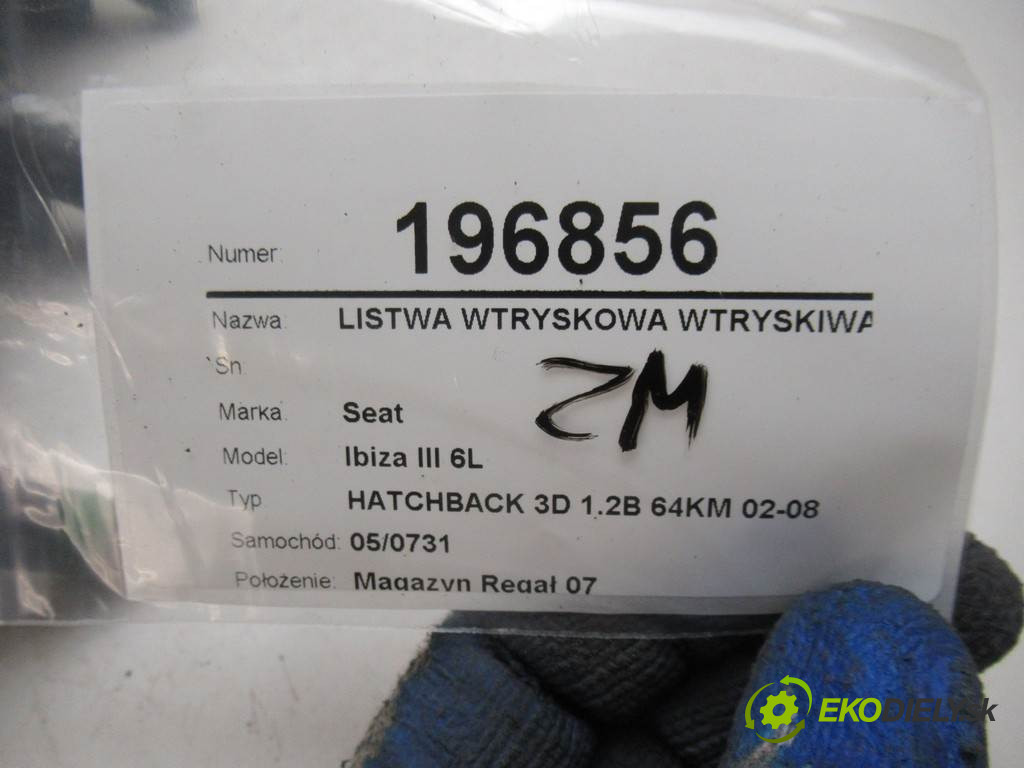 Numer: 196856
Nazwa: LISTWA WTRYSKOWA WTRYSKIWA
Sn:
ZM
Marka: Seat
Model: Ibiza III 6L
Typ HATCHBACK 3D 1.2B 64KM 02-08
Samochód: 05/0731
Położenie: Magazyn Regał 07
EKODIELI.sk